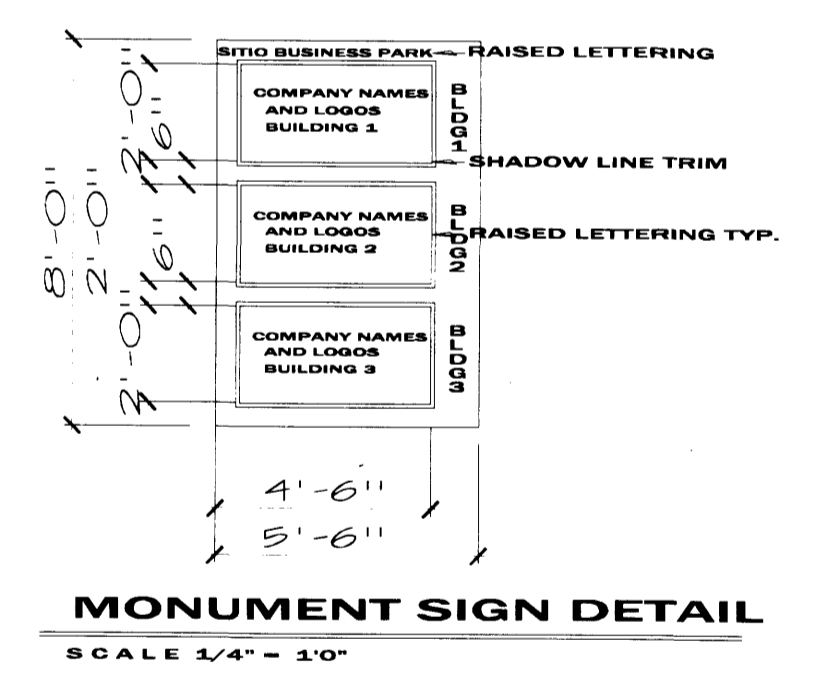 SITIO BUSINESS PARK
RAISED LETTERING
COMPANY NAMES
AND LOGOS
BUILDING 1
BLDG1
SHADOW LINE TRIM
COMPANY NAMES
AND LOGOS
BUILDING 2
BLDG2
RAISED LETTERING TYP.
COMPANY NAMES
AND LOGOS
BUILDING 3
BLDG3
8'-0"
2'-0"
6"
2'-0"
6"
2'-0"
4'-6"
5'-6"
MONUMENT SIGN DETAIL
SCALE 1/4" = 1'0"